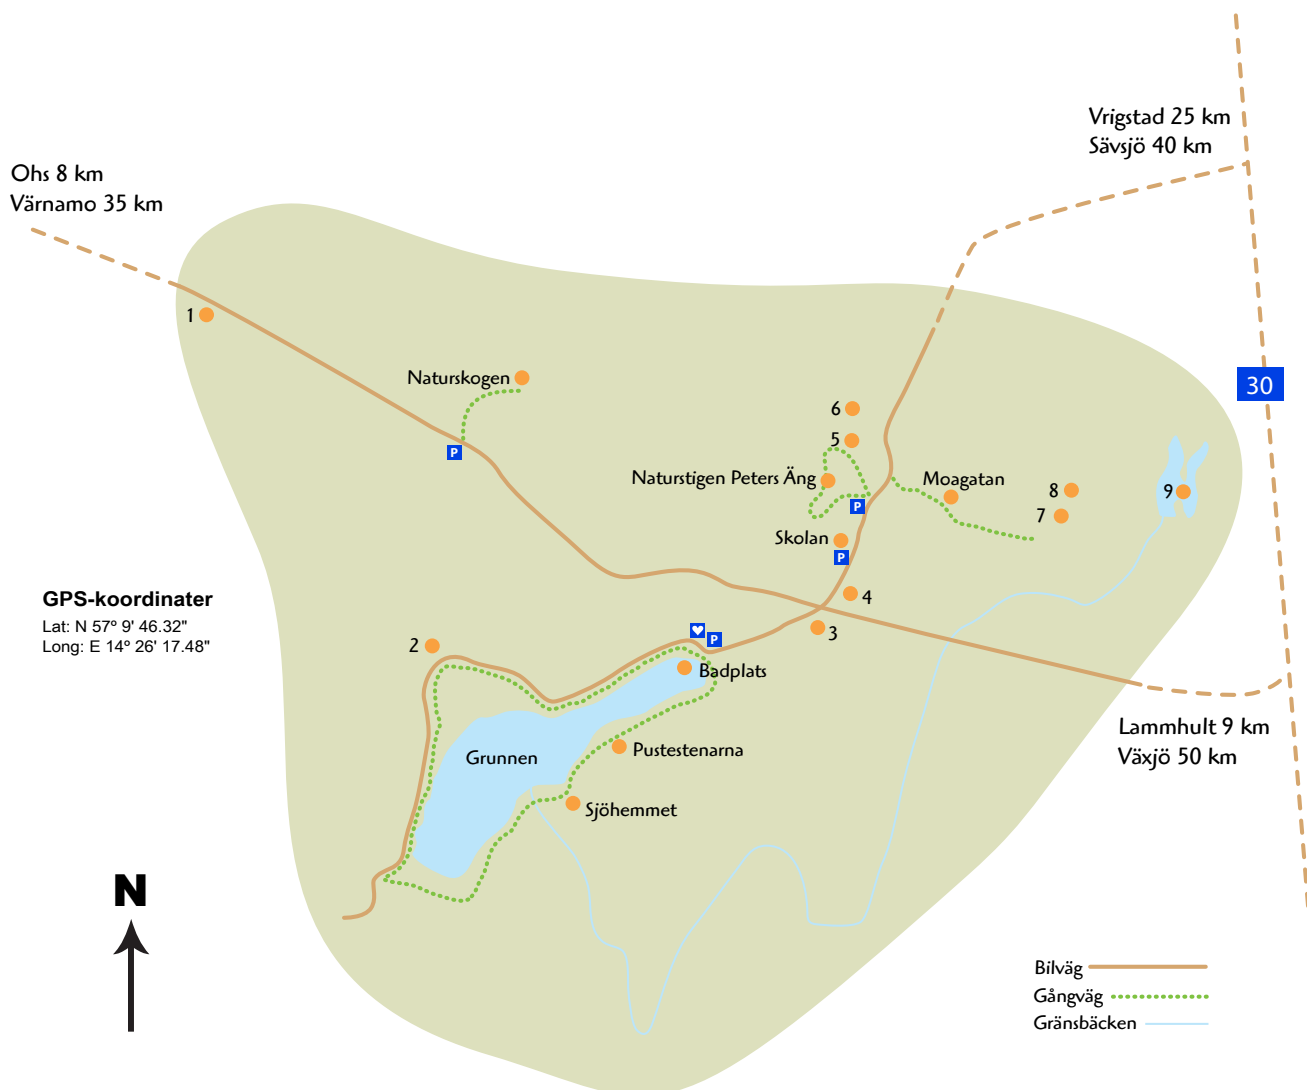 Vrigstad 25 km
Sävsjö 40 km
Ohs 8 km
Värnamo 35 km
1
Naturskogen
30
6
5
P
Naturstigen Peters Äng
Moagatan
8
9
P
7
Skolan
P
GPS-koordinater
Lat: N 57º 9' 46.32"
Long: E 14º 26' 17.48"
4
3
2
P
Badplats
Lammhult 9 km
Växjö 50 km
Pustestenarna
Grunnen
Sjöhemmet
N
Bilväg
Gångväg
Gränsbäcken